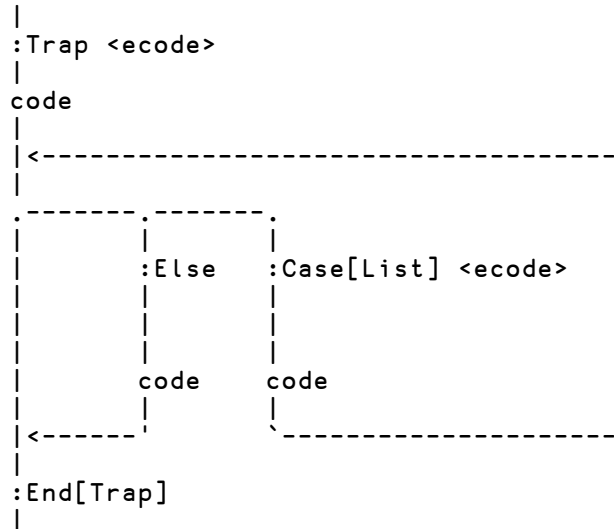 |
:Trap <ecode>
|
code
|
|<------------------------------------
|
.-------.-------.
|       |       |
|       :Else   :Case[List] <ecode>
|       |       |
|       |       |
|       |       |
|       code    code
|       |       |
|<------'       `---------------------
|
:End[Trap]
|